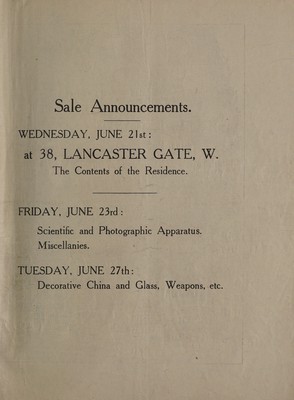 Sale Announcements.
WEDNESDAY, JUNE 21st:
at 38, LANCASTER GATE, W.
The Contents of the Residence.
FRIDAY, JUNE 23rd:
Scientific and Photographic Apparatus.
Miscellanies.
TUESDAY, JUNE 27th:
Decorative China and Glass, Weapons, etc.